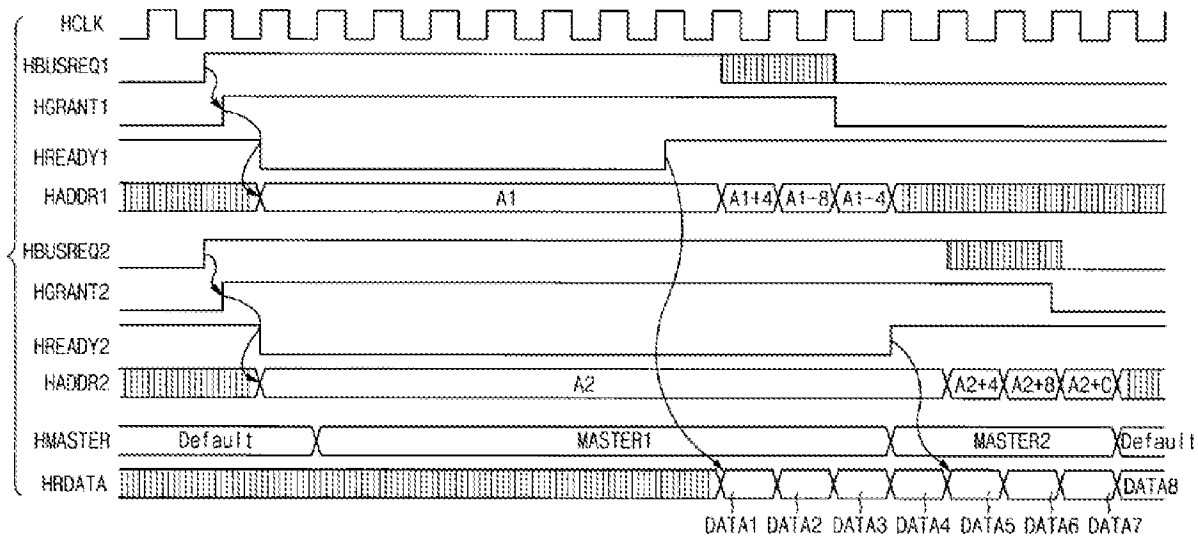 HCLK
HBUSREQ1
HGRANT1
HREADY1
HADDR1 A1 A1+4 A1-8 A1-4
HBUSREQ2
HGRANT2
HREADY2
HADDR2 A2 A2+4 A2+8 A2+C
HMASTER Default MASTER1 MASTER2 Default
HRDATA DATA8
DATA1 DATA2 DATA3 DATA4 DATA5 DATA6 DATA7